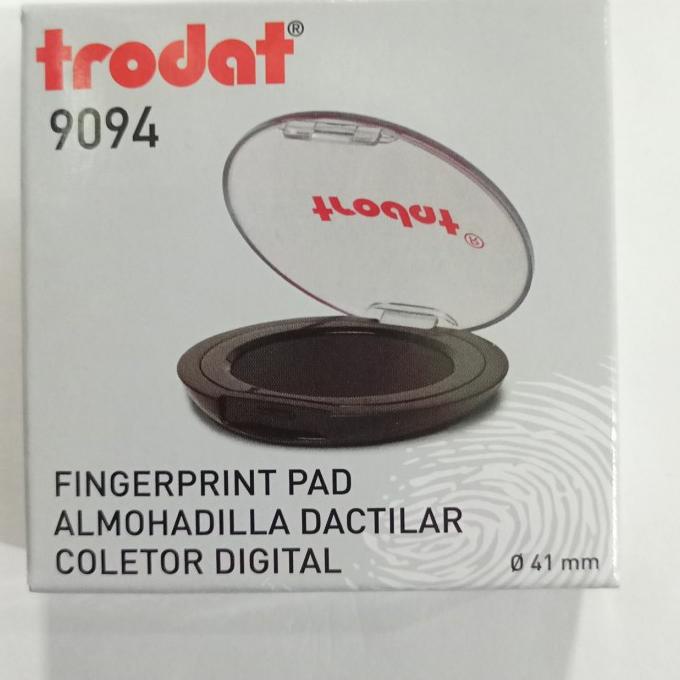 trodat®
9094
trodat®
FINGERPRINT PAD
ALMOHADILLA DACTILAR
COLETOR DIGITAL
Ø 41 mm